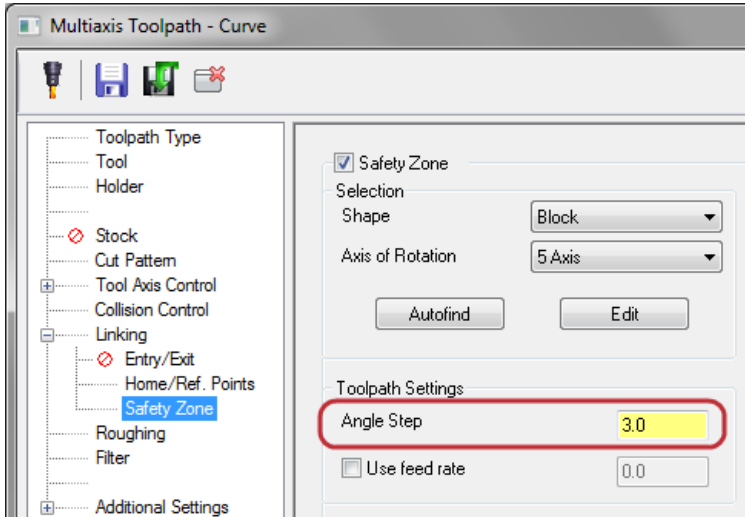 Multiaxis Toolpath - Curve
Toolpath Type
Tool
Holder
Stock
Cut Pattern
Tool Axis Control
Collision Control
Linking
Entry/Exit
Home/Ref. Points
Safety Zone
Roughing
Filter
Additional Settings
Safety Zone
Selection
Shape Block
Axis of Rotation 5 Axis
Autofind Edit
Toolpath Settings
Angle Step 3.0
Use feed rate 0.0